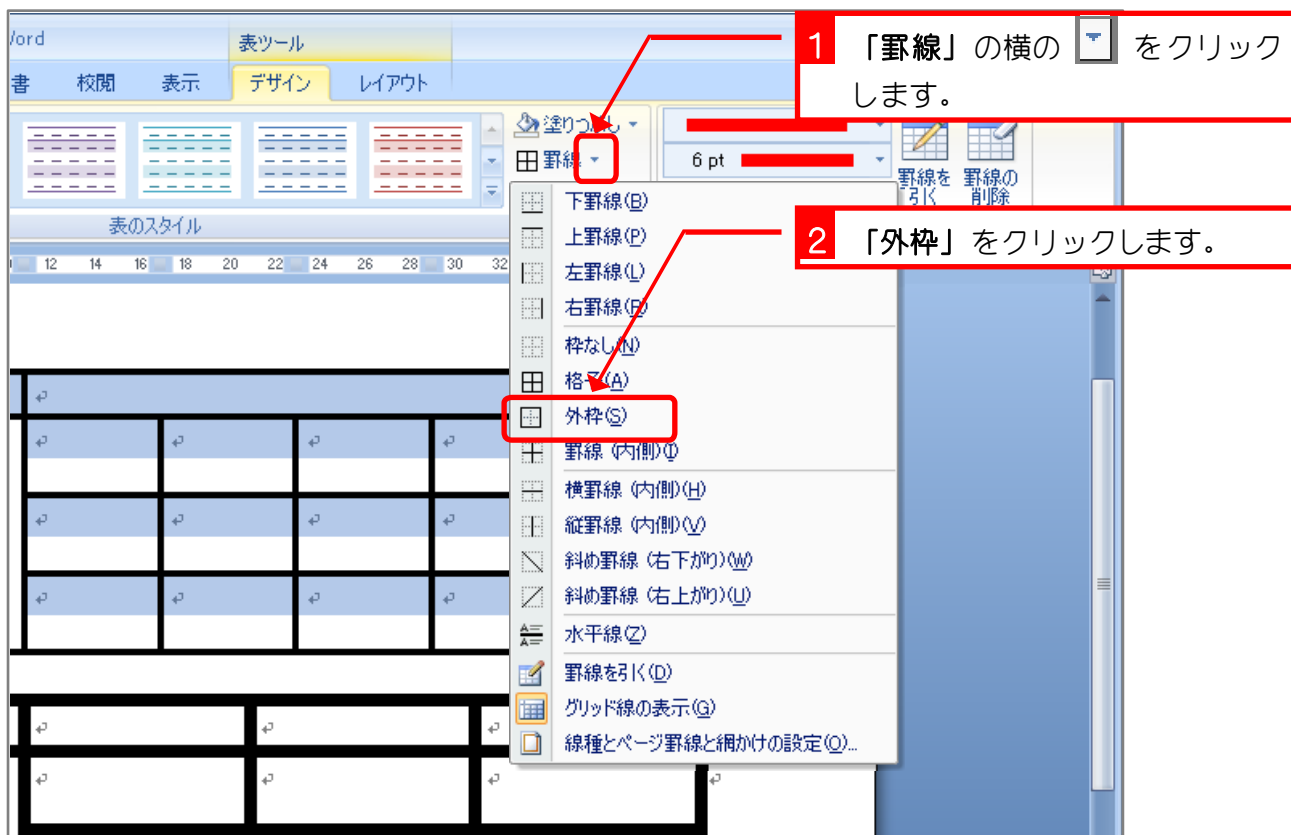 Word
表ツール
書 校閲 表示 デザイン レイアウト
1 「罫線」の横の をクリック
します。
塗りつぶし
罫線
6 pt
罫線を
引く
罫線の
削除
表のスタイル
2 「外枠」をクリックします。
12 14 16 18 20 22 24 26 28 30 32
下罫線(B)
上罫線(P)
左罫線(L)
右罫線(R)
枠なし(N)
格子(A)
外枠(S)
罫線 (内側)(I)
横罫線 (内側)(H)
縦罫線 (内側)(V)
斜め罫線 (右下がり)(W)
斜め罫線 (右上がり)(U)
水平線(Z)
罫線を引く(D)
グリッド線の表示(G)
線種とページ罫線と網かけの設定(O)...